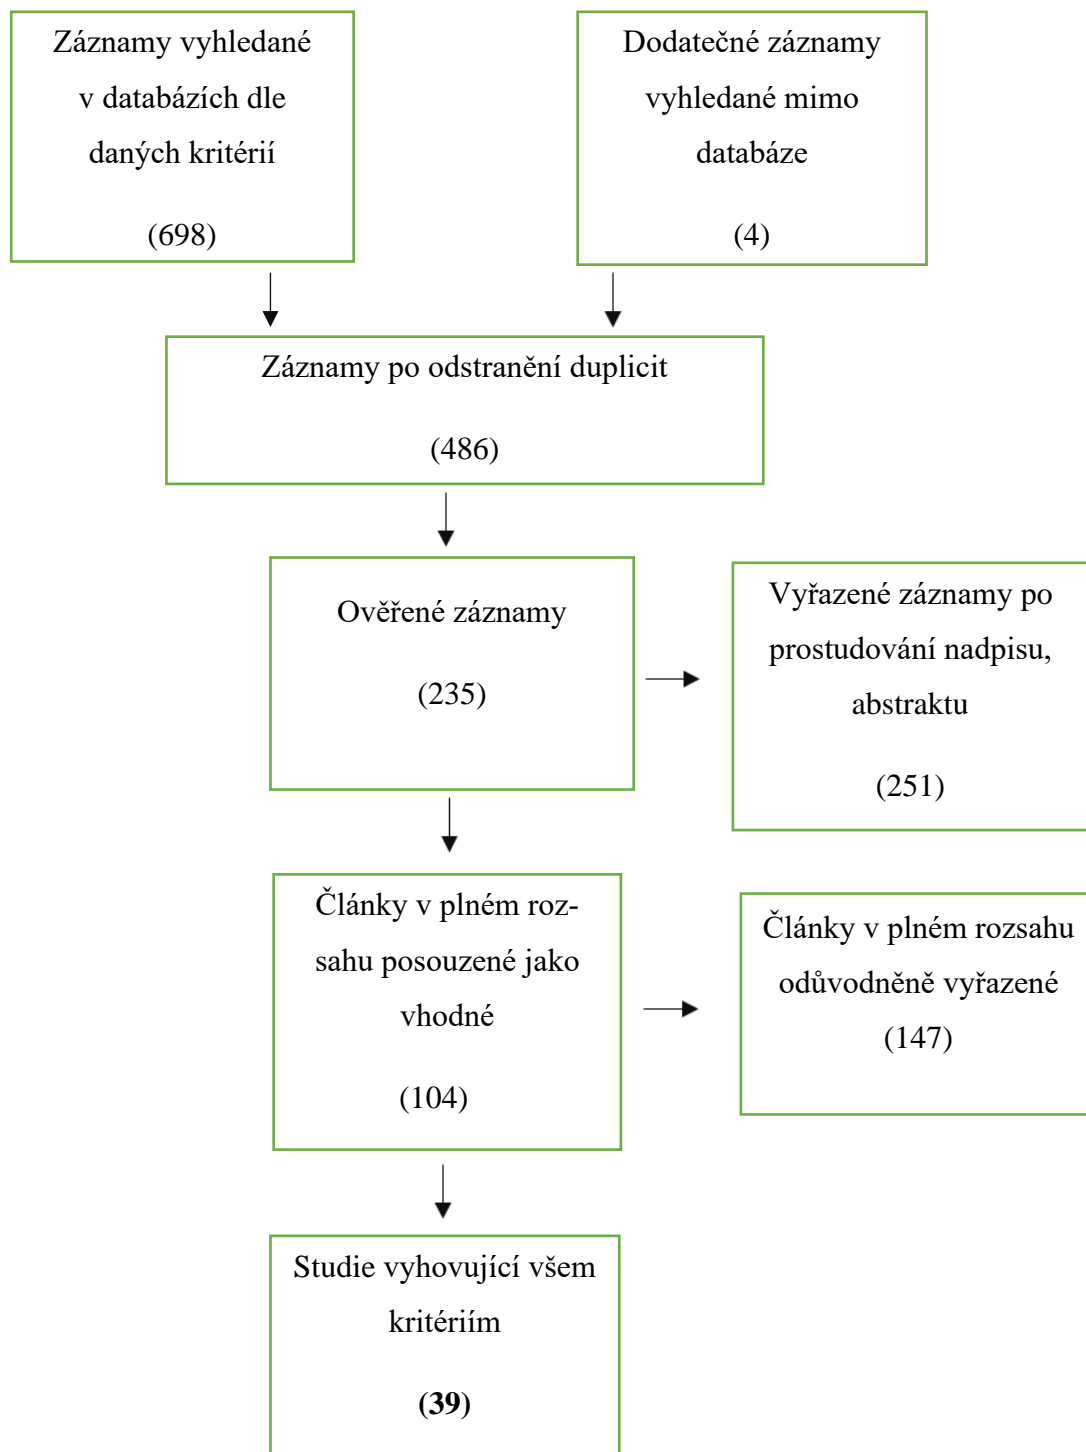 Záznamy vyhledané
v databázích dle
daných kritérií
(698)
Dodatečné záznamy
vyhledané mimo
databáze
(4)
Záznamy po odstranění duplicit
(486)
Ověřené záznamy
(235)
Vyřazené záznamy po
prostudování nadpisu,
abstraktu
(251)
Články v plném roz-
sahu posouzené jako
vhodné
(104)
Články v plném rozsahu
odůvodněně vyřazené
(147)
Studie vyhovující všem
kritériím
(39)